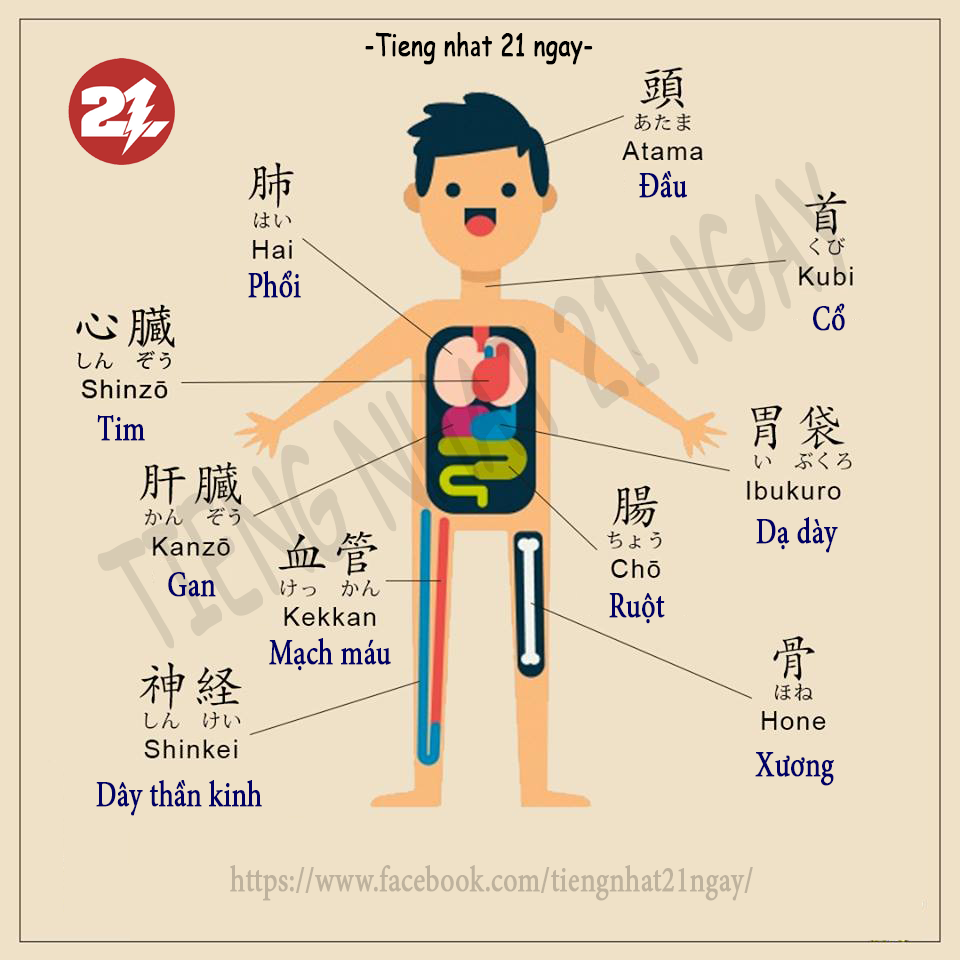 -Tieng nhat 21 ngay-
21
頭
あたま
Atama
Đầu
肺
はい
Hai
Phổi
首
くび
Kubi
Cổ
心臓
しん ぞう
Shinzō
Tim
胃袋
い ぶくろ
Ibukuro
Dạ dày
肝臓
かん ぞう
Kanzō
Gan
腸
ちょう
Chō
Ruột
血管
けっ かん
Kekkan
Mạch máu
骨
ほね
Hone
Xương
神経
しん けい
Shinkei
Dây thần kinh
TIENG NHAT 21 NGAY
https://www.facebook.com/tiengnhat21ngay/